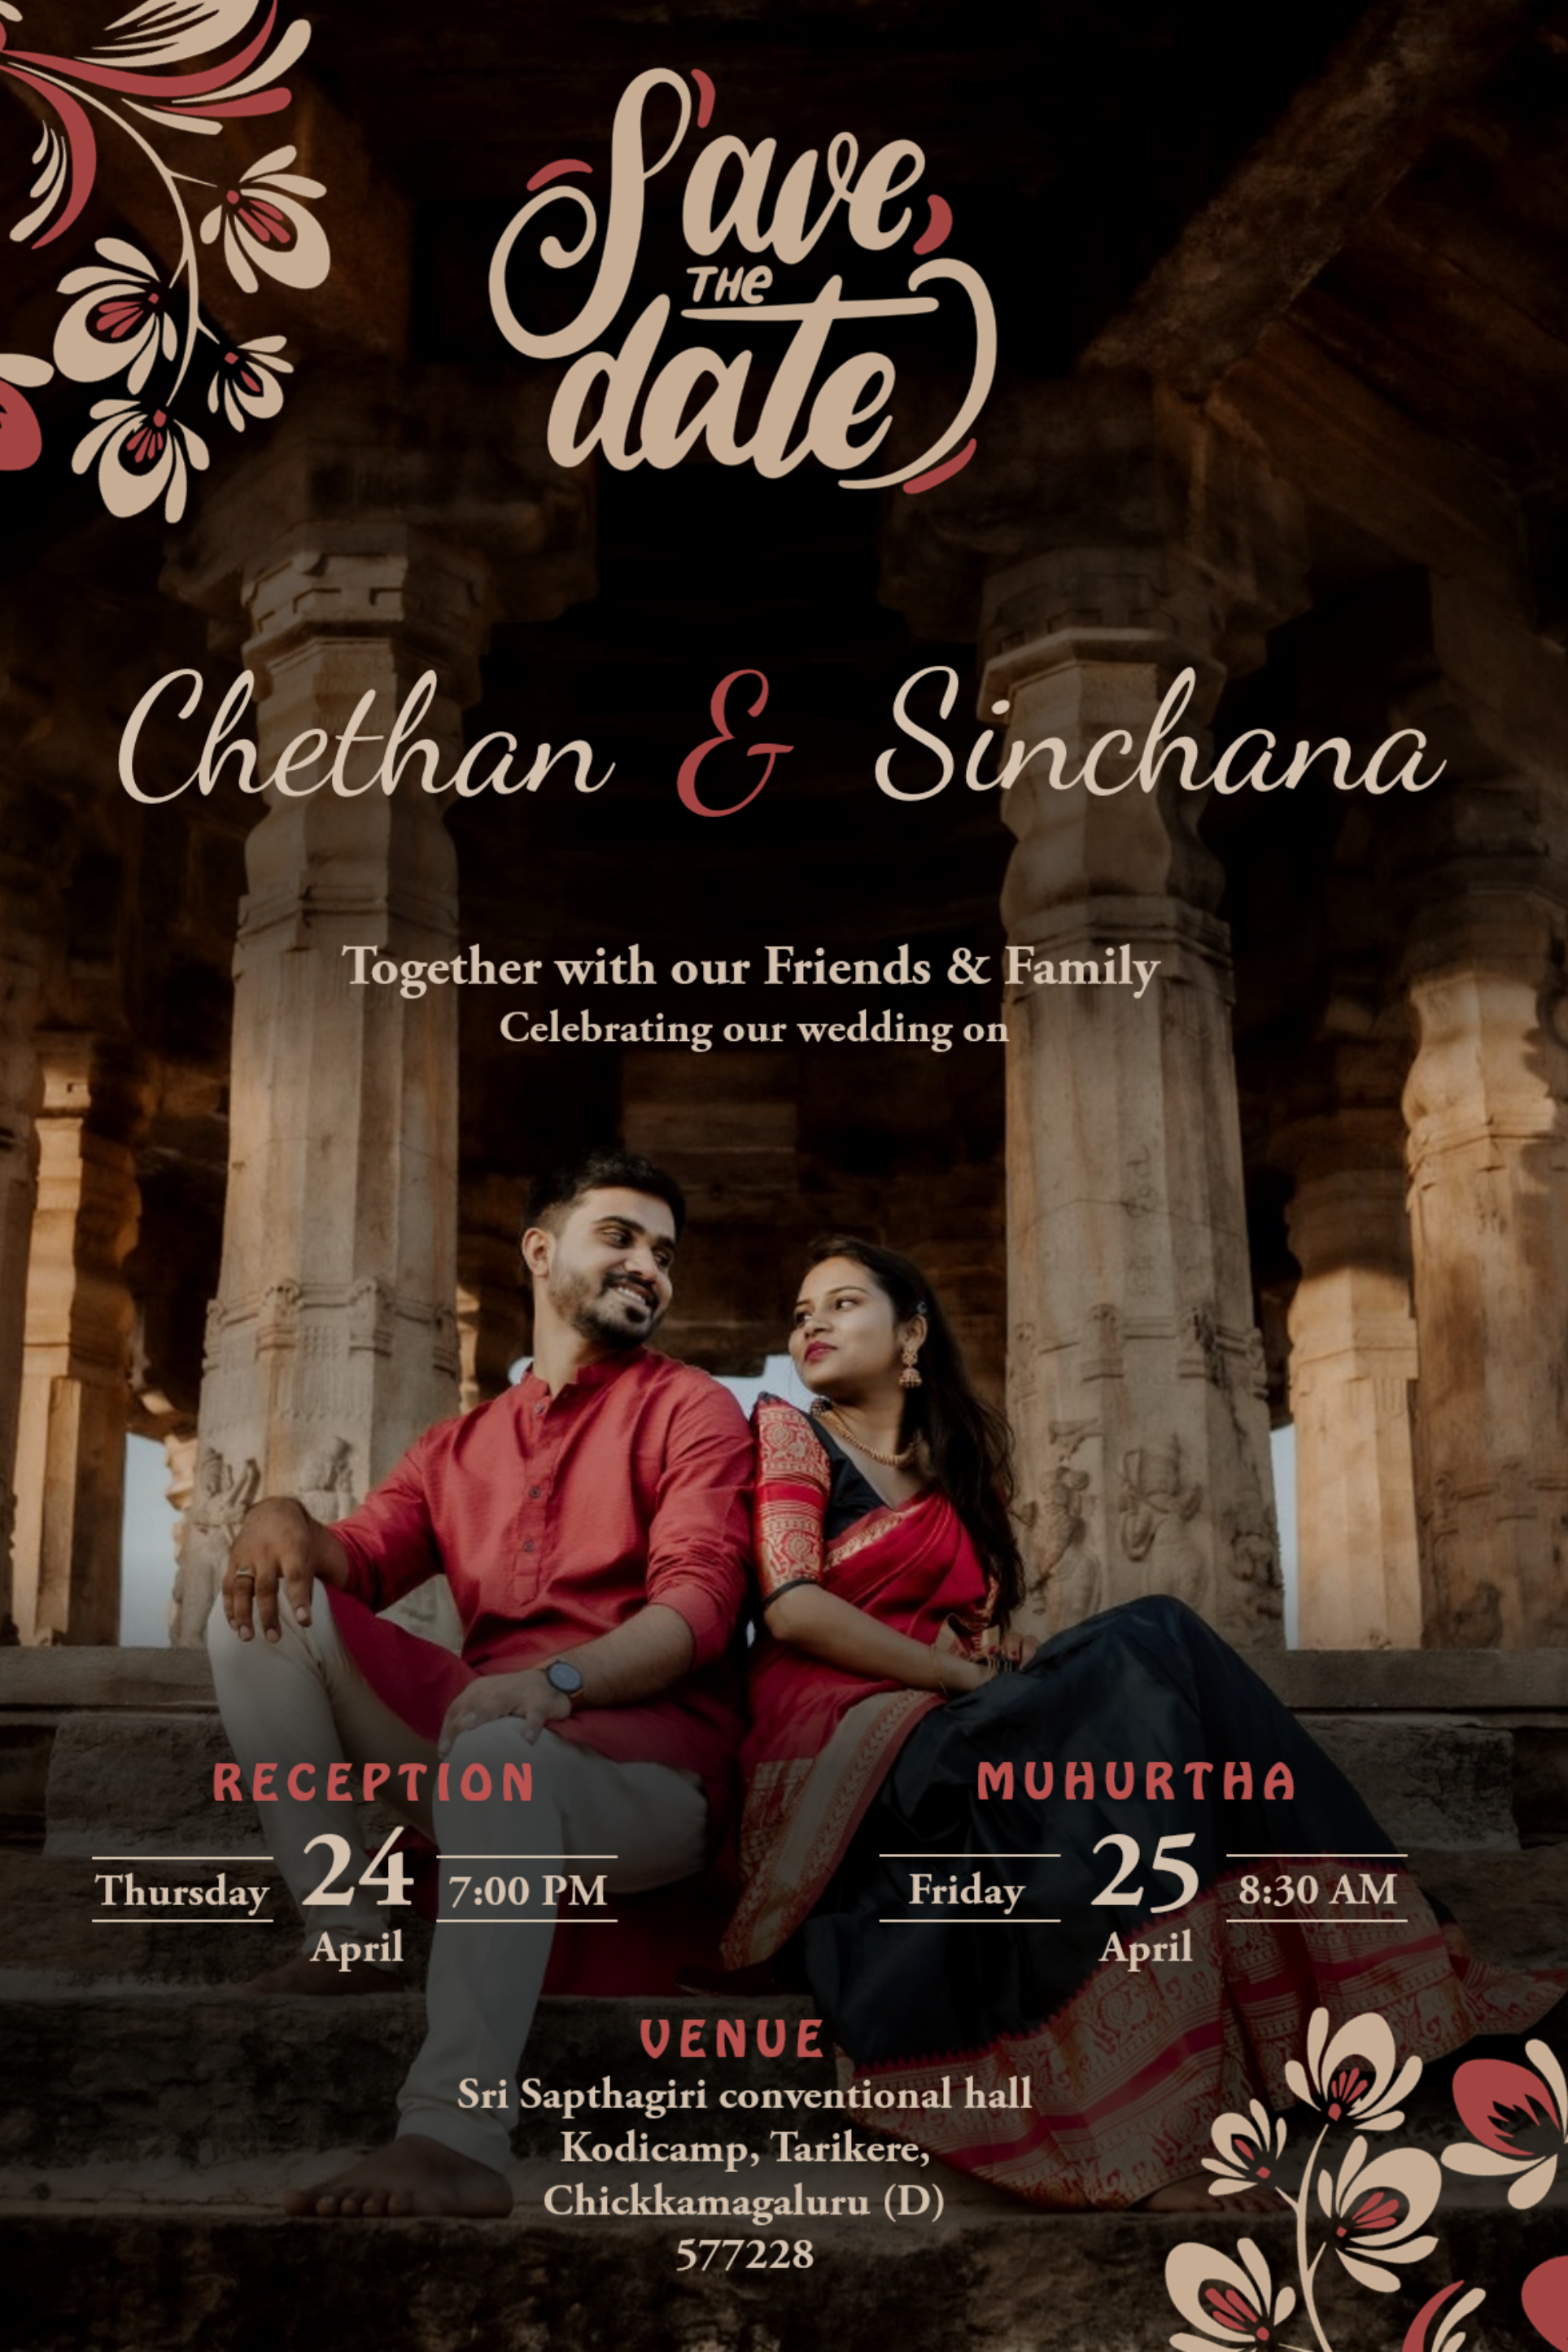 Save
THe
date
Chethan & Sinchana
Together with our Friends & Family
Celebrating our wedding on
RECEPTION
Thursday 24 7:00 PM
April
MUHURTHA
Friday 25 8:30 AM
April
VENUE
Sri Sapthagiri conventional hall
Kodicamp, Tarikere,
Chickkamagaluru (D)
577228